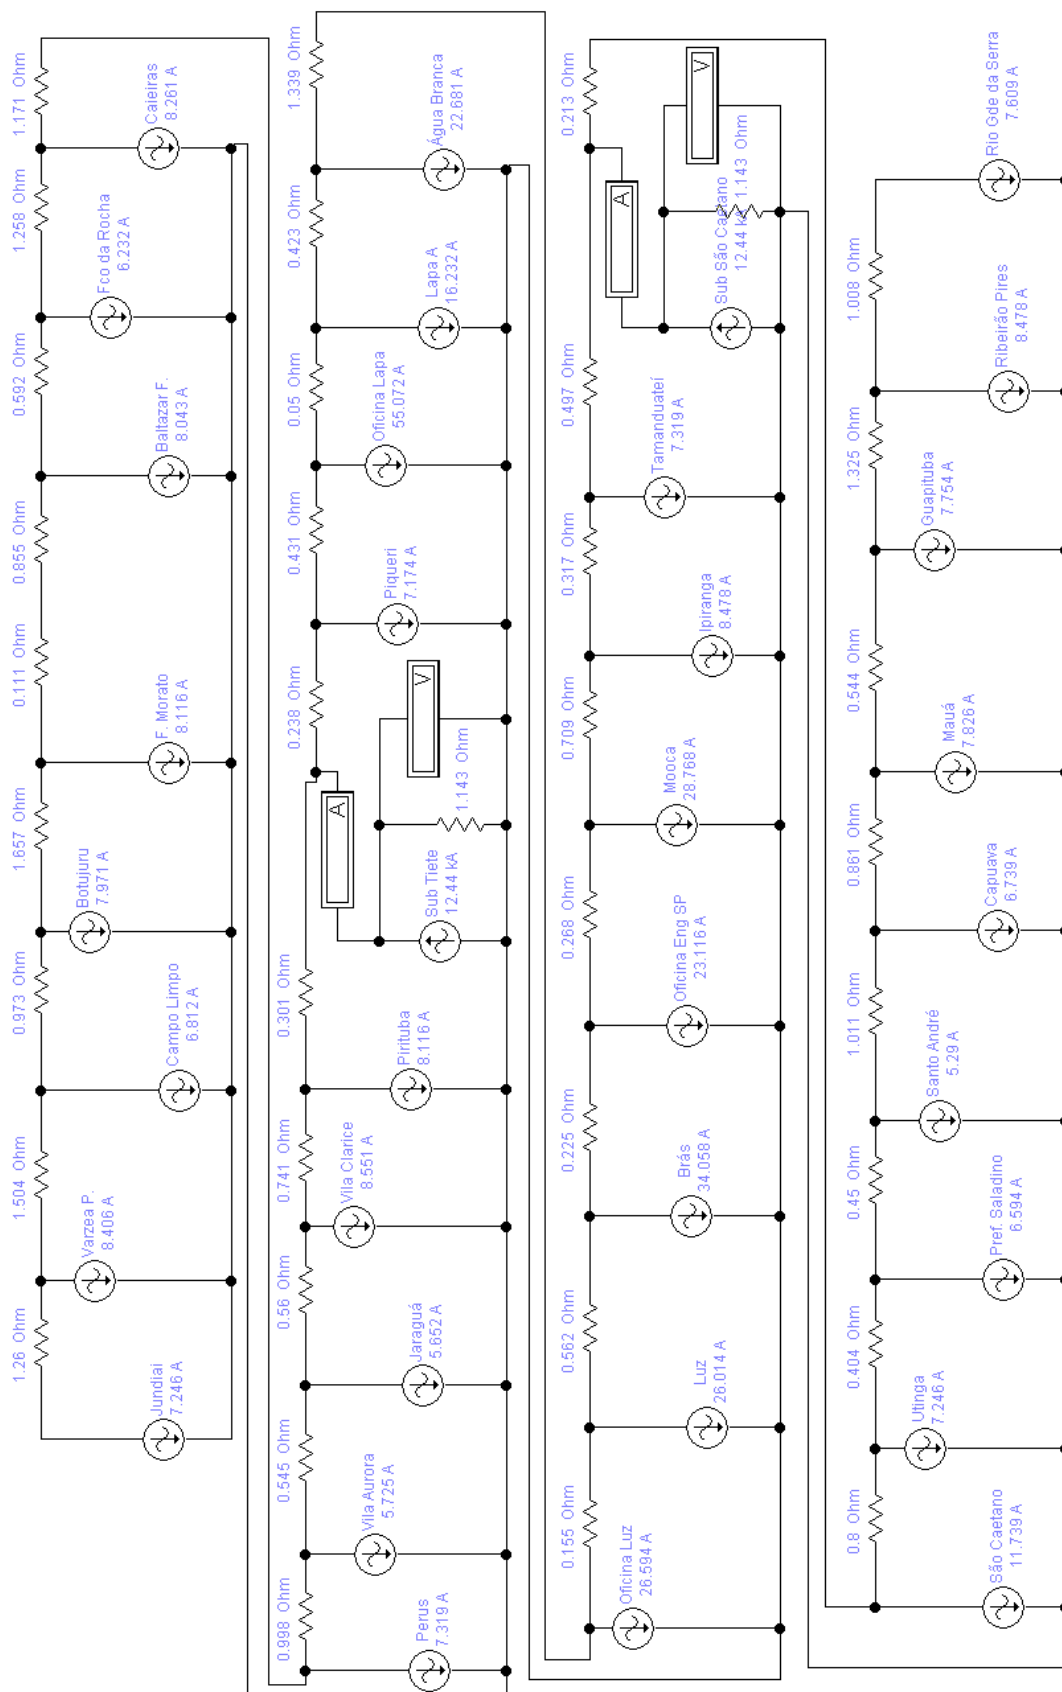 1.26 Ohm
1.504 Ohm
0.973 Ohm
1.657 Ohm
0.111 Ohm
0.855 Ohm
0.592 Ohm
1.258 Ohm
1.171 Ohm
Jundiai
7.246 A
Varzea P.
8.406 A
Campo Limpo
6.812 A
Botujuru
7.971 A
F. Morato
8.116 A
Baltazar F.
8.043 A
Fco da Rocha
6.232 A
Caieiras
8.261 A
0.998 Ohm
0.545 Ohm
0.56 Ohm
0.741 Ohm
0.301 Ohm
0.238 Ohm
0.431 Ohm
0.05 Ohm
0.423 Ohm
1.339 Ohm
Perus
7.319 A
Vila Aurora
5.725 A
Jaraguá
5.652 A
Vila Clarice
8.551 A
Pirituba
8.116 A
A
Sub Tiete
12.44 kA
1.143 Ohm
V
Piqueri
7.174 A
Oficina Lapa
55.072 A
Lapa A
16.232 A
Água Branca
22.681 A
0.155 Ohm
0.562 Ohm
0.225 Ohm
0.268 Ohm
0.709 Ohm
0.317 Ohm
0.497 Ohm
0.213 Ohm
Oficina Luz
26.594 A
Luz
26.014 A
Brás
34.058 A
Oficina Eng SP
23.116 A
Mooca
28.768 A
Ipiranga
8.478 A
Tamanduateí
7.319 A
A
Sub São Caetano
12.44 kA
1.143 Ohm
V
0.8 Ohm
0.404 Ohm
0.45 Ohm
1.011 Ohm
0.861 Ohm
0.544 Ohm
1.325 Ohm
1.008 Ohm
São Caetano
11.739 A
Utinga
7.246 A
Pref. Saladino
6.594 A
Santo André
5.29 A
Capuava
6.739 A
Mauá
7.826 A
Guapituba
7.754 A
Ribeirão Pires
8.478 A
Rio Gde da Serra
7.609 A